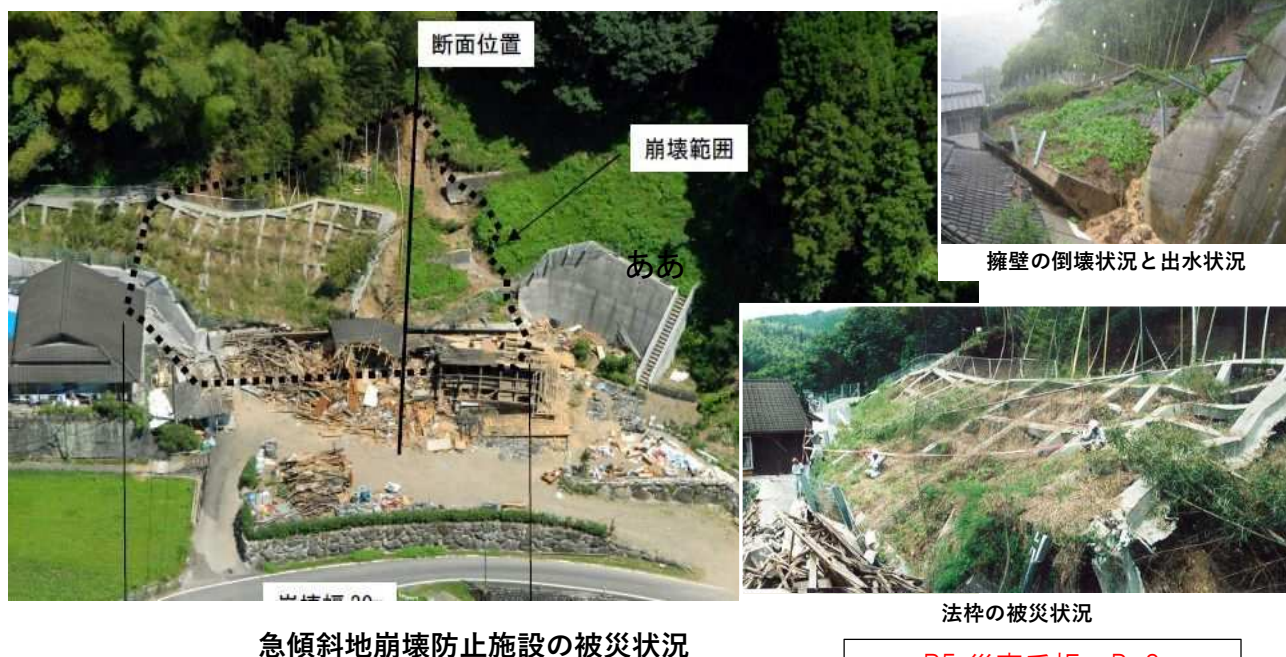 断面位置
崩壊範囲
ああ
擁壁の倒壊状況と出水状況
法枠の被災状況
急傾斜地崩壊防止施設の被災状況